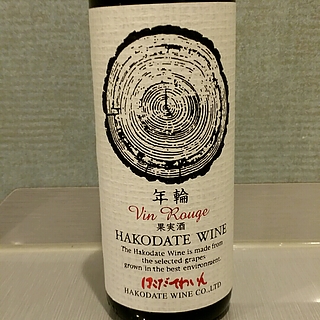 年輪
Vin Rouge
果実酒
HAKODATE WINE
The Hakodate Wine is made from
the selected grapes
grown in the best environment.
はこだてわいん
HAKODATE WINE CO.,LTD